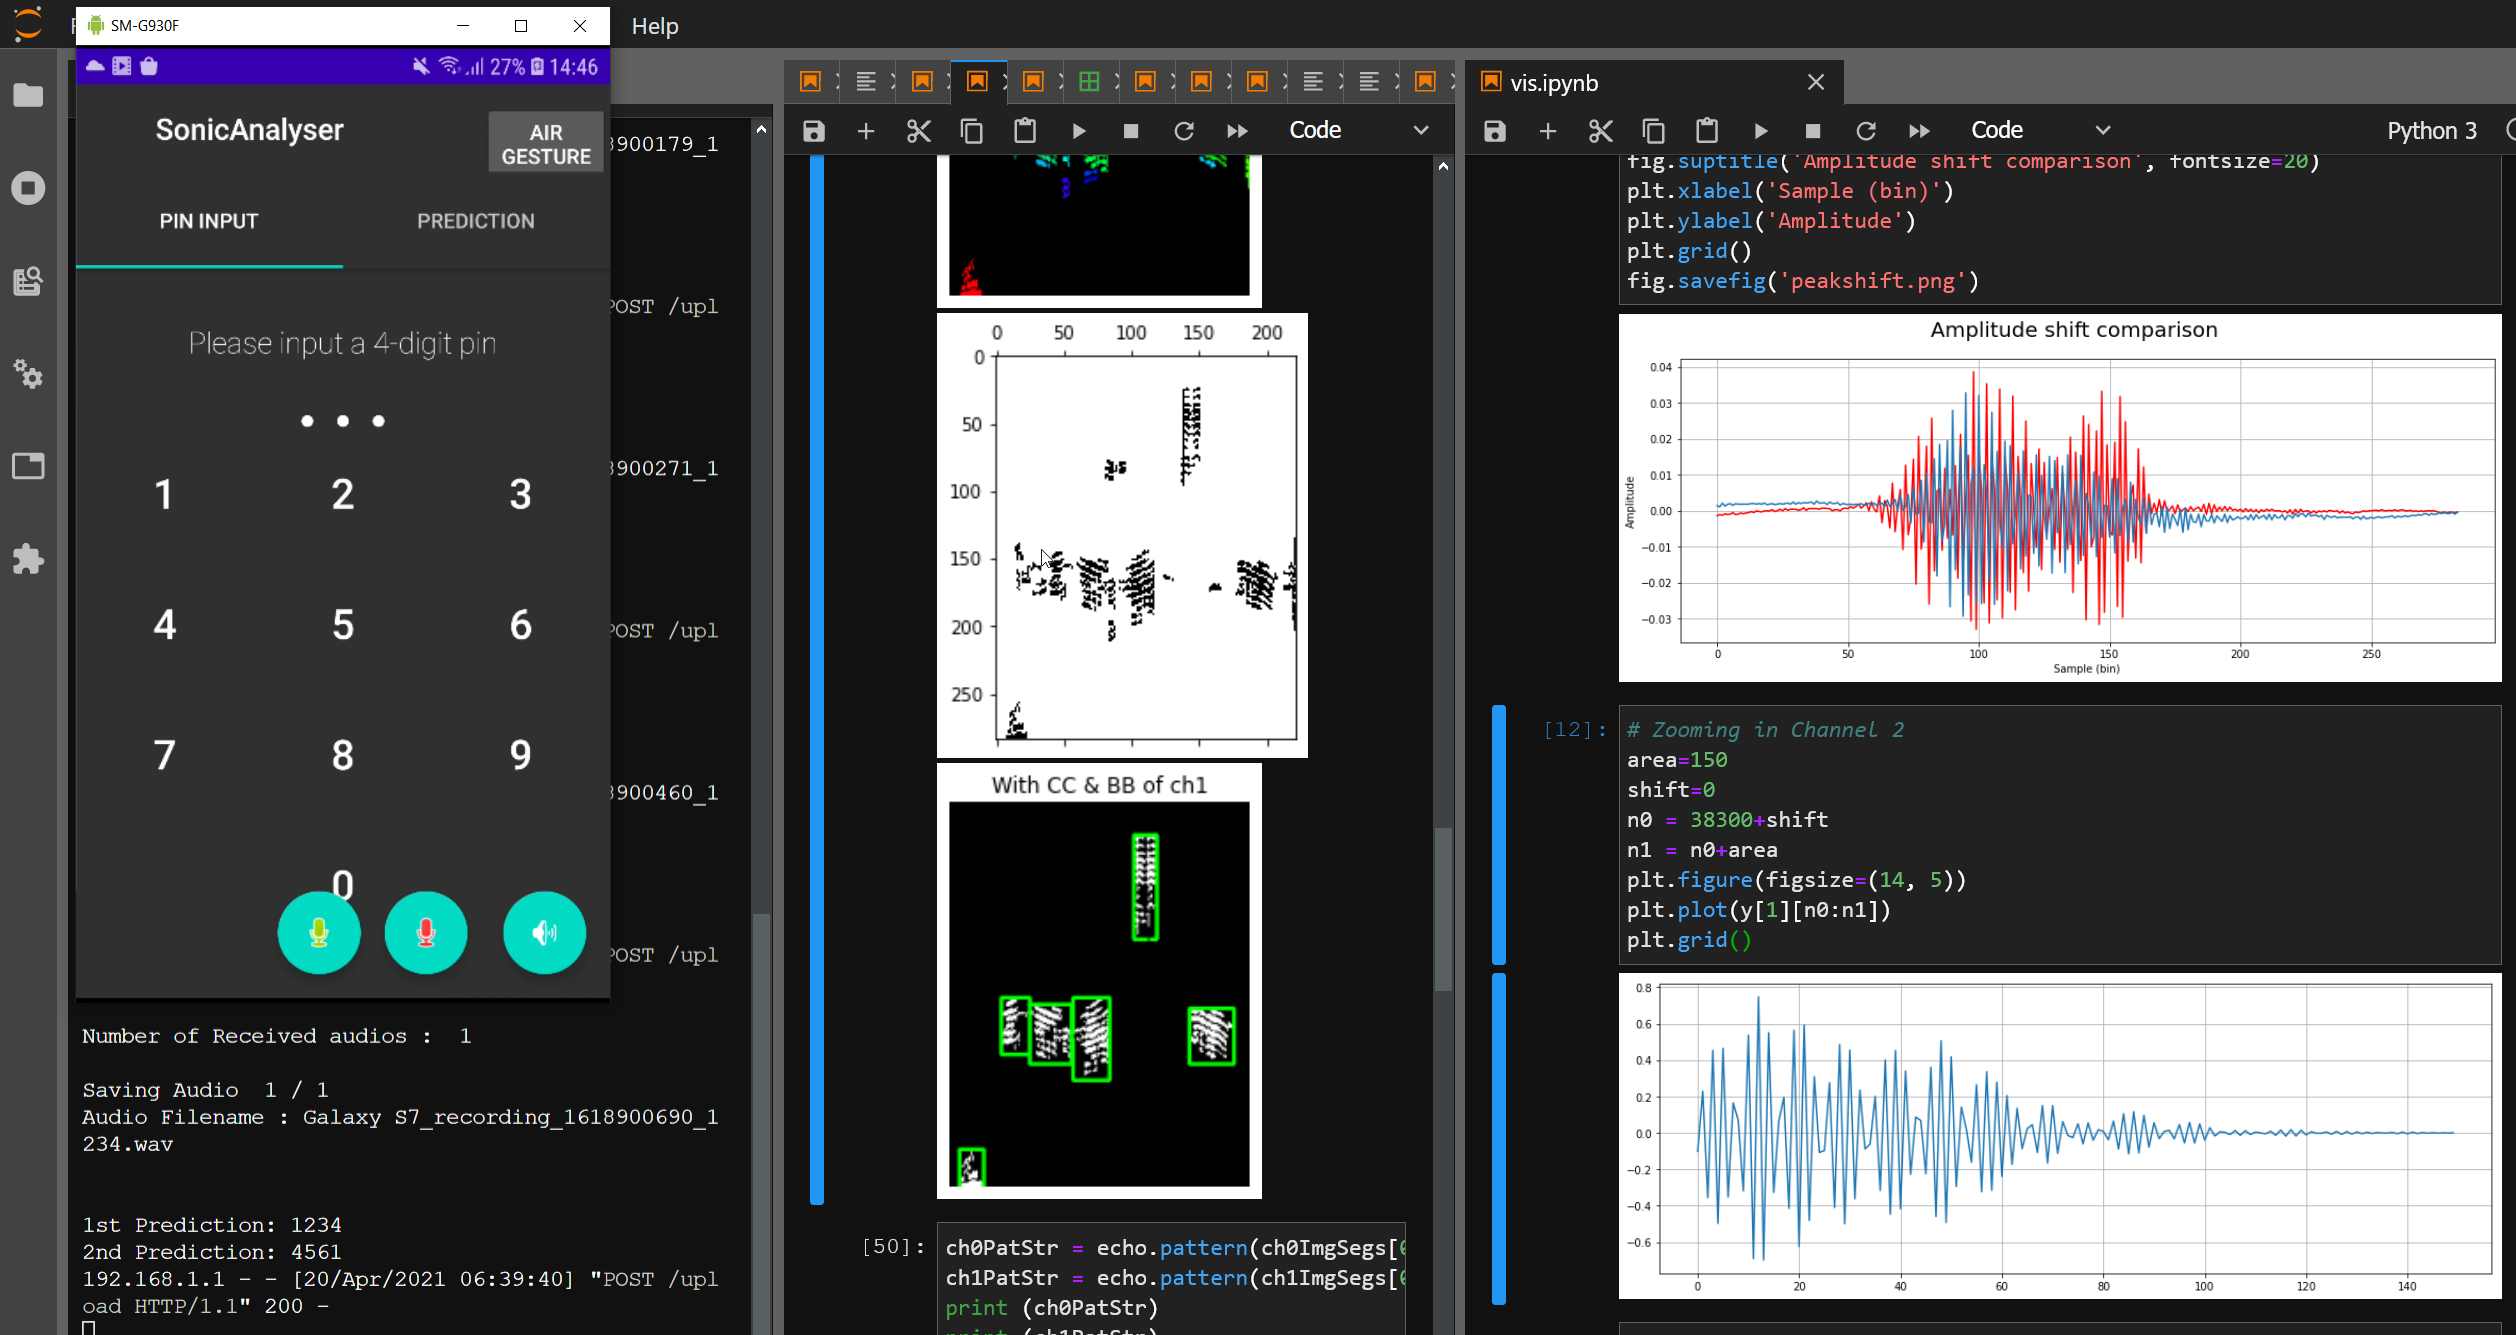 SM-G930F
Help
27% 14:46
SonicAnalyser
AIR GESTURE
PIN INPUT
PREDICTION
Please input a 4-digit pin
1 2 3
4 5 6
7 8 9
0
3900179_1
POST /upl
3900271_1
POST /upl
3900460_1
POST /upl
Number of Received audios : 1
Saving Audio 1 / 1
Audio Filename : Galaxy S7_recording_1618900690_1
234.wav
1st Prediction: 1234
2nd Prediction: 4561
192.168.1.1 - - [20/Apr/2021 06:39:40] "POST /upl
oad HTTP/1.1" 200 -
Code
0 50 100 150 200
0
50
100
150
200
250
With CC & BB of ch1
[50]:
ch0PatStr = echo.pattern(ch0ImgSegs[
ch1PatStr = echo.pattern(ch1ImgSegs[
print (ch0PatStr)
print (ch1PatStr)
vis.ipynb
Code
Python 3
fig.suptitle('Amplitude shift comparison', fontsize=20)
plt.xlabel('Sample (bin)')
plt.ylabel('Amplitude')
plt.grid()
fig.savefig('peakshift.png')
Amplitude shift comparison
0.04
0.03
0.02
0.01
0.00
−0.01
−0.02
−0.03
Amplitude
0 50 100 150 200 250
Sample (bin)
[12]:
# Zooming in Channel 2
area=150
shift=0
n0 = 38300+shift
n1 = n0+area
plt.figure(figsize=(14, 5))
plt.plot(y[1][n0:n1])
plt.grid()
0.8
0.6
0.4
0.2
0.0
−0.2
−0.4
−0.6
0 20 40 60 80 100 120 140